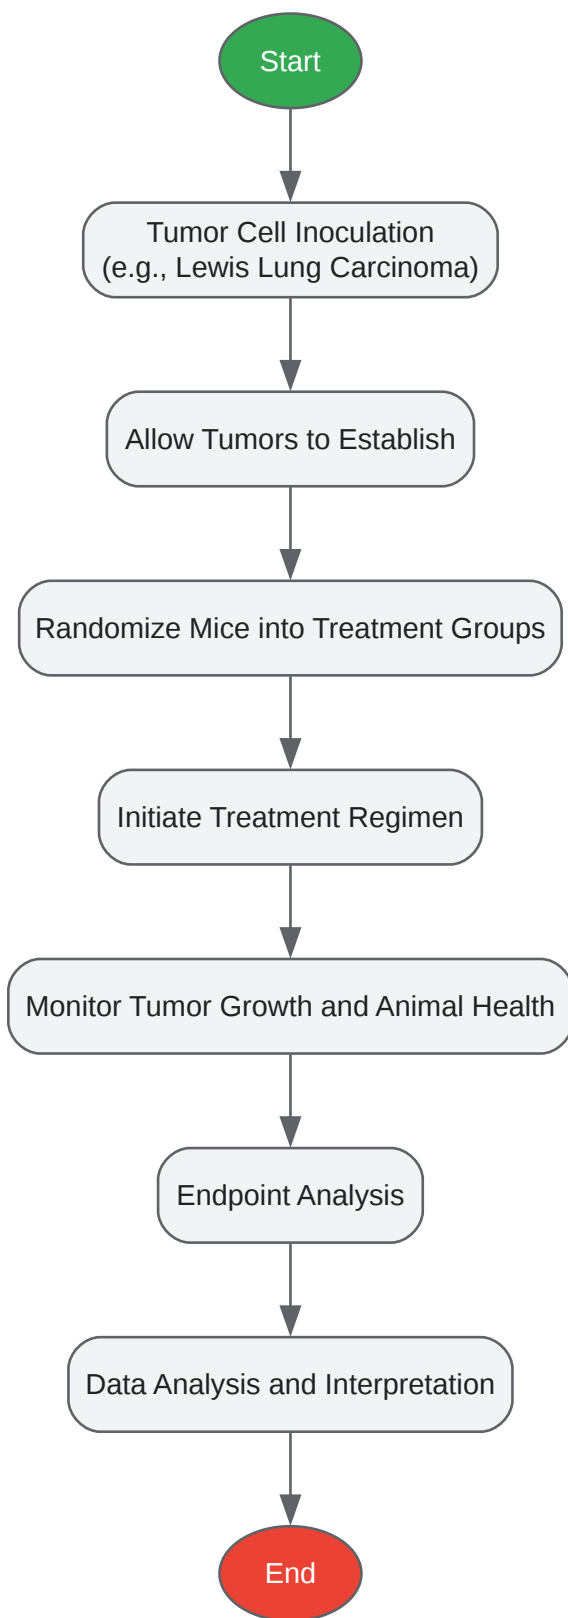 Start
Tumor Cell Inoculation
(e.g., Lewis Lung Carcinoma)
Allow Tumors to Establish
Randomize Mice into Treatment Groups
Initiate Treatment Regimen
Monitor Tumor Growth and Animal Health
Endpoint Analysis
Data Analysis and Interpretation
End